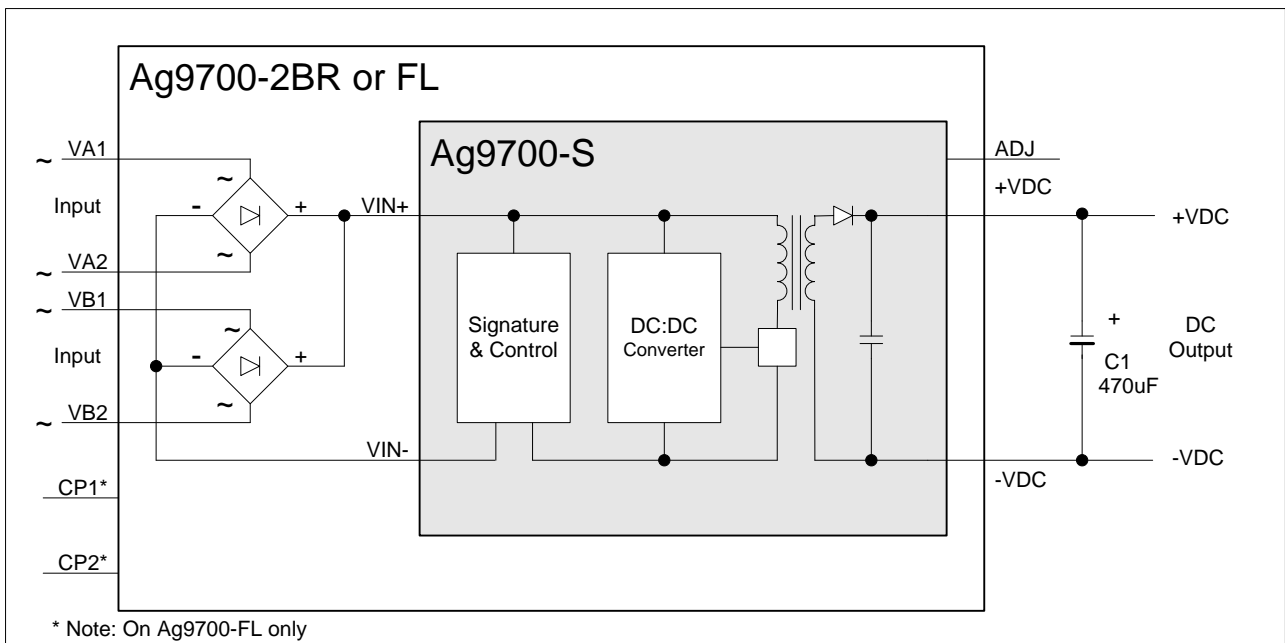 Ag9700-2BR or FL
Ag9700-S
~ VA1
~
Input
- +
~
~ VA2
~ VB1
~
Input
- +
~
~ VB2
VIN+
VIN-
CP1*
CP2*
Signature
& Control
DC:DC
Converter
ADJ
+VDC
+VDC
+
C1
470uF
DC
Output
-VDC
-VDC
* Note: On Ag9700-FL only